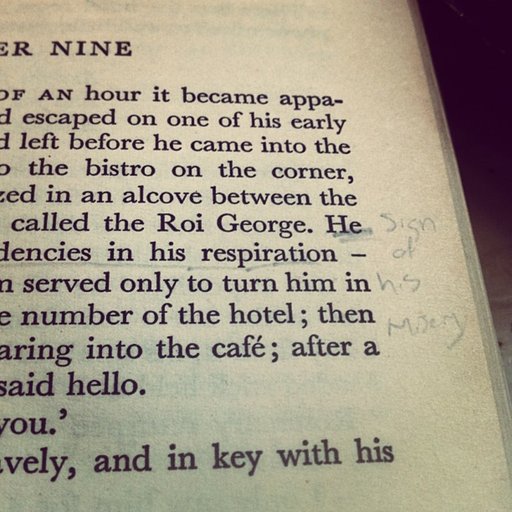 ER NINE
OF AN hour it became appa-
d escaped on one of his early
d left before he came into the
o the bistro on the corner,
zed in an alcove between the
called the Roi George. He
dencies in his respiration –
n served only to turn him in
e number of the hotel; then
aring into the café; after a
said hello.
you.'
vely, and in key with his
Sign
of
his
Misery